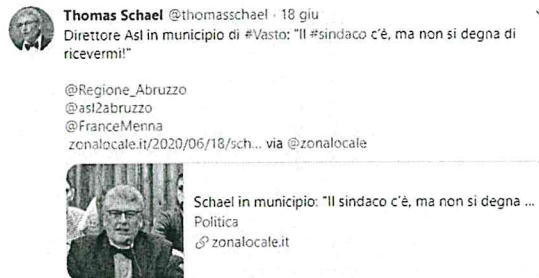 Thomas Schael @thomasschael · 18 giu
Direttore Asl in municipio di #Vasto: "Il #sindaco c'è, ma non si degna di
ricevermi!"
@Regione_Abruzzo
@asl2abruzzo
@FranceMenna
zonalocale.it/2020/06/18/sch... via @zonalocale
Schael in municipio: "Il sindaco c'è, ma non si degna ...
Politica
zonalocale.it